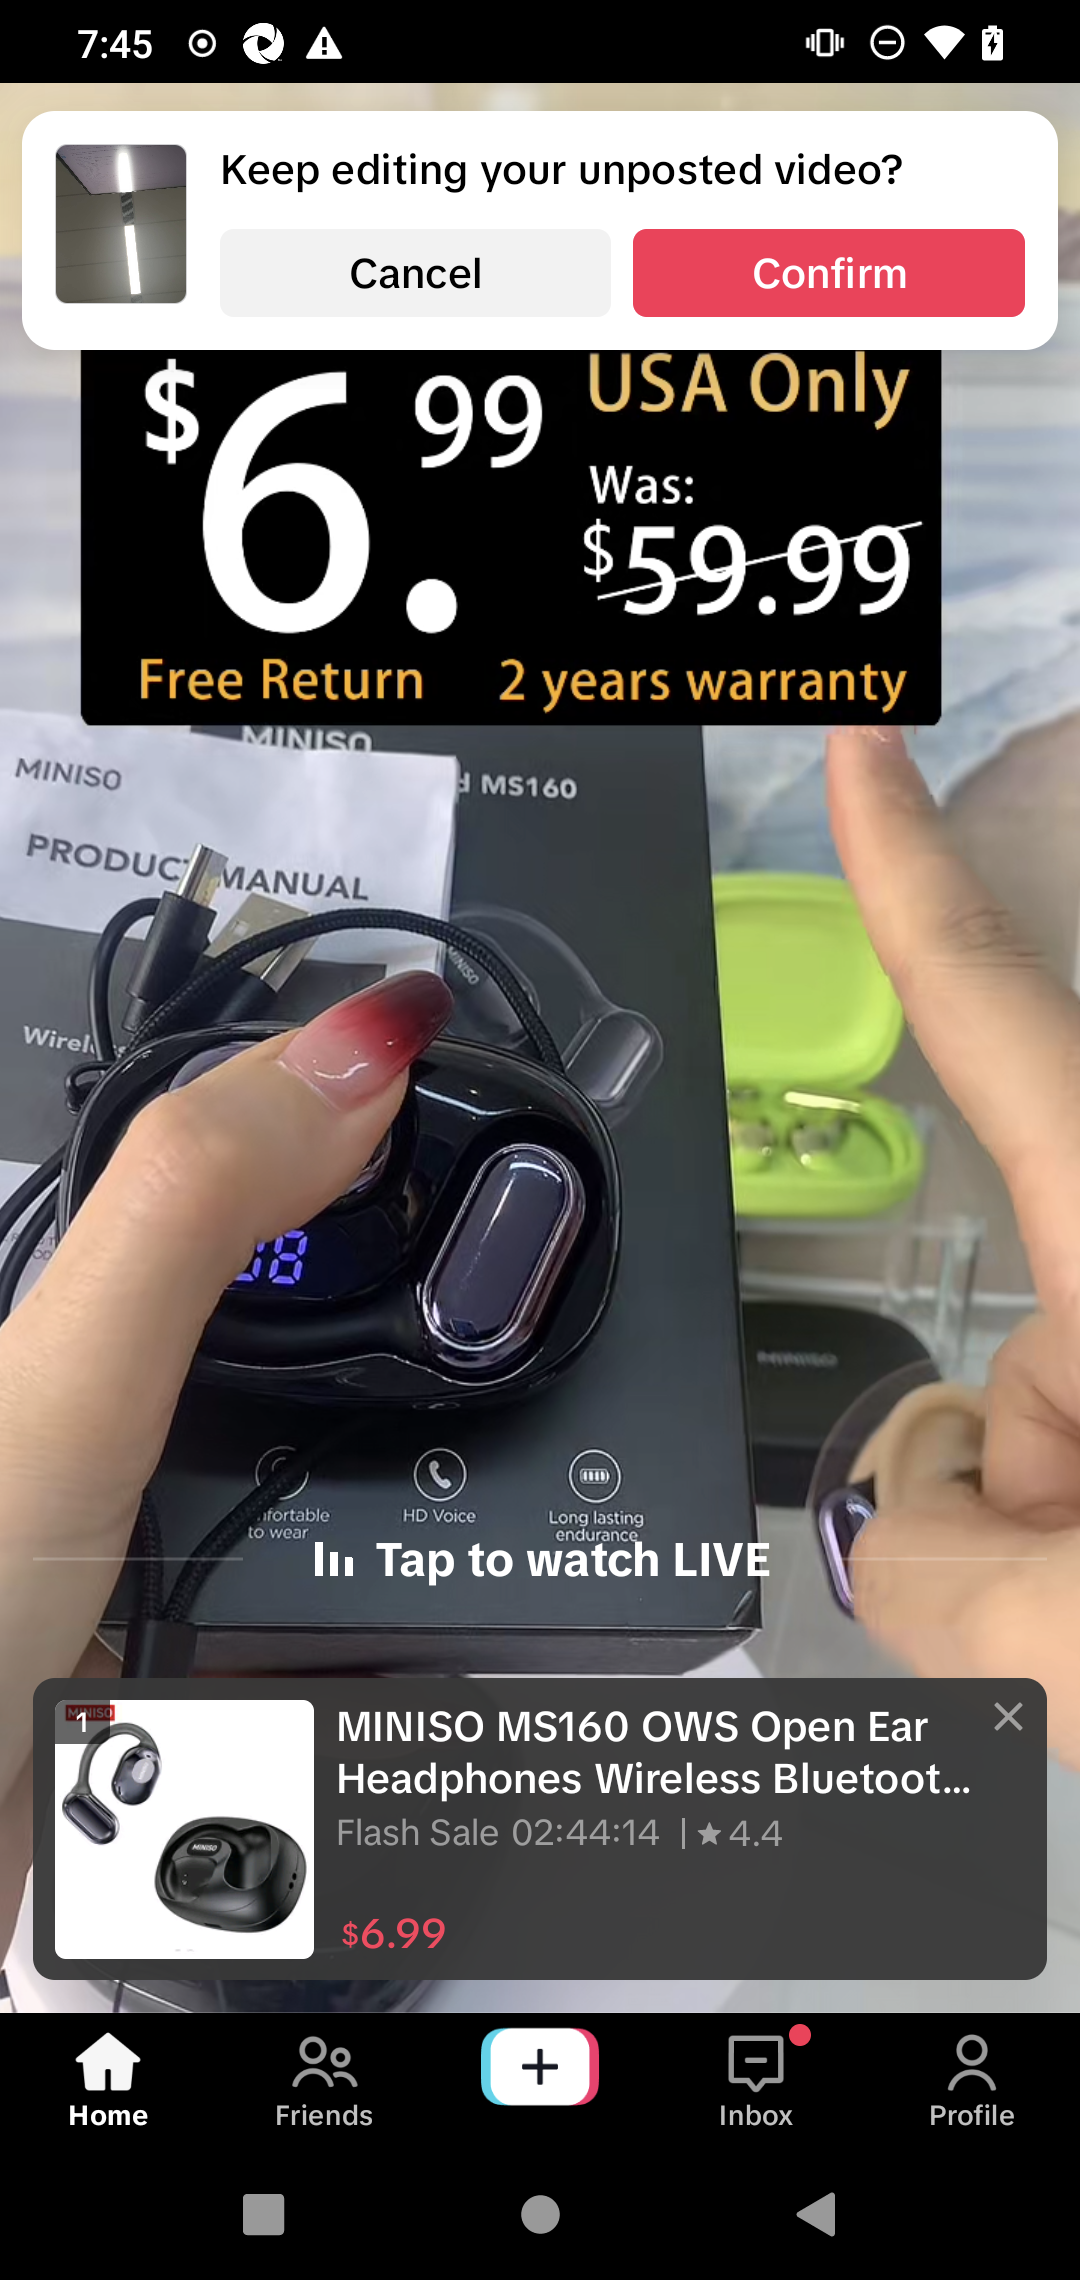 7:45
Keep editing your unposted video?
Cancel
Confirm
$6.99
USA Only
Was:
$59.99
Free Return
2 years warranty
MINISO
MINISO
MS160
PRODUCT MANUAL
MINISO
MINISO
HD Voice
to wear
Long lasting
endurance
Tap to watch LIVE
MINISO
1
MINISO
MINISO MS160 OWS Open Ear
Headphones Wireless Bluetoot...
Flash Sale 02:44:14 | ★ 4.4
$6.99
Home
Friends
Inbox
Profile